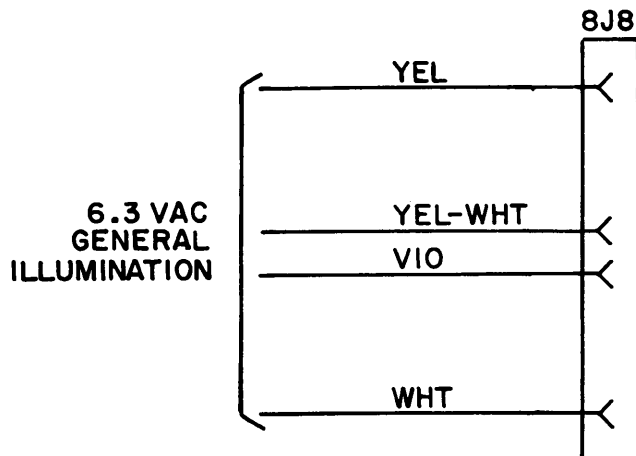 8J8
YEL
6.3 VAC
GENERAL
ILLUMINATION
YEL-WHT
VIO
WHT